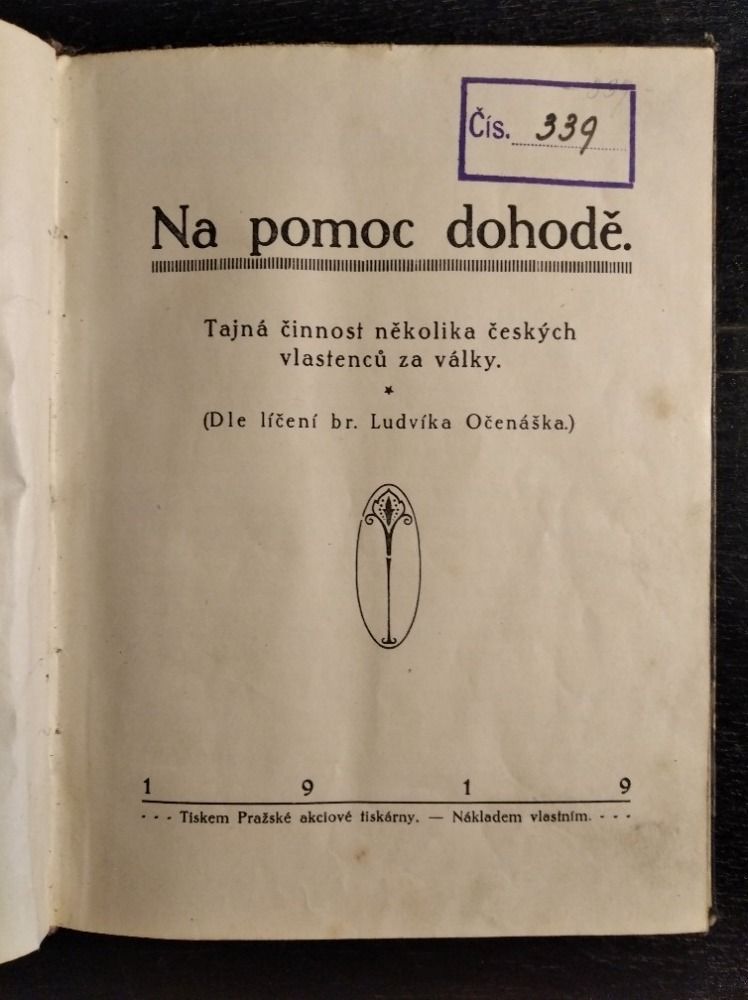 Čís. 339
Na pomoc dohodě.
Tajná činnost několika českých
vlastenců za války.
(Dle líčení br. Ludvíka Očenáška.)
1 9 1 9
- - - Tiskem Pražské akciové tiskárny. — Nákladem vlastním. - - -